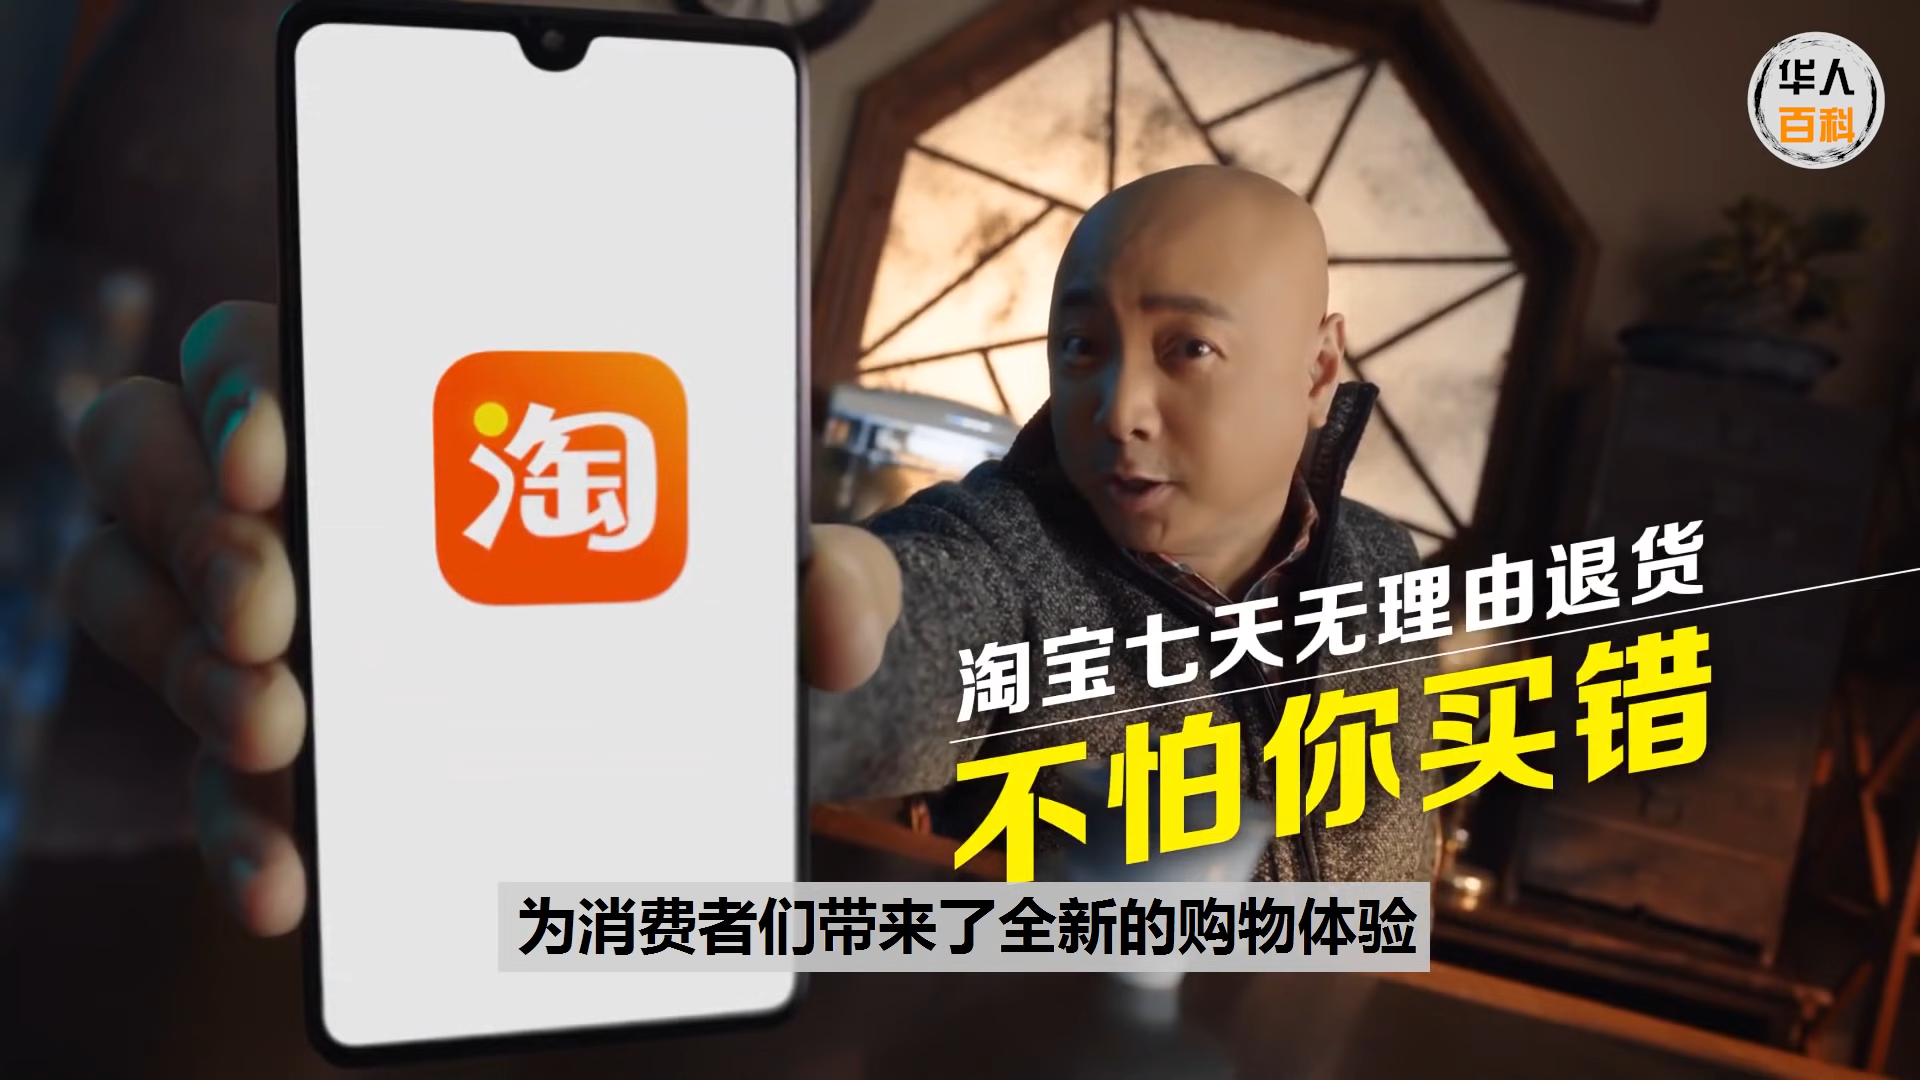 华人
百科
淘
淘宝七天无理由退货
不怕你买错
为消费者们带来了全新的购物体验